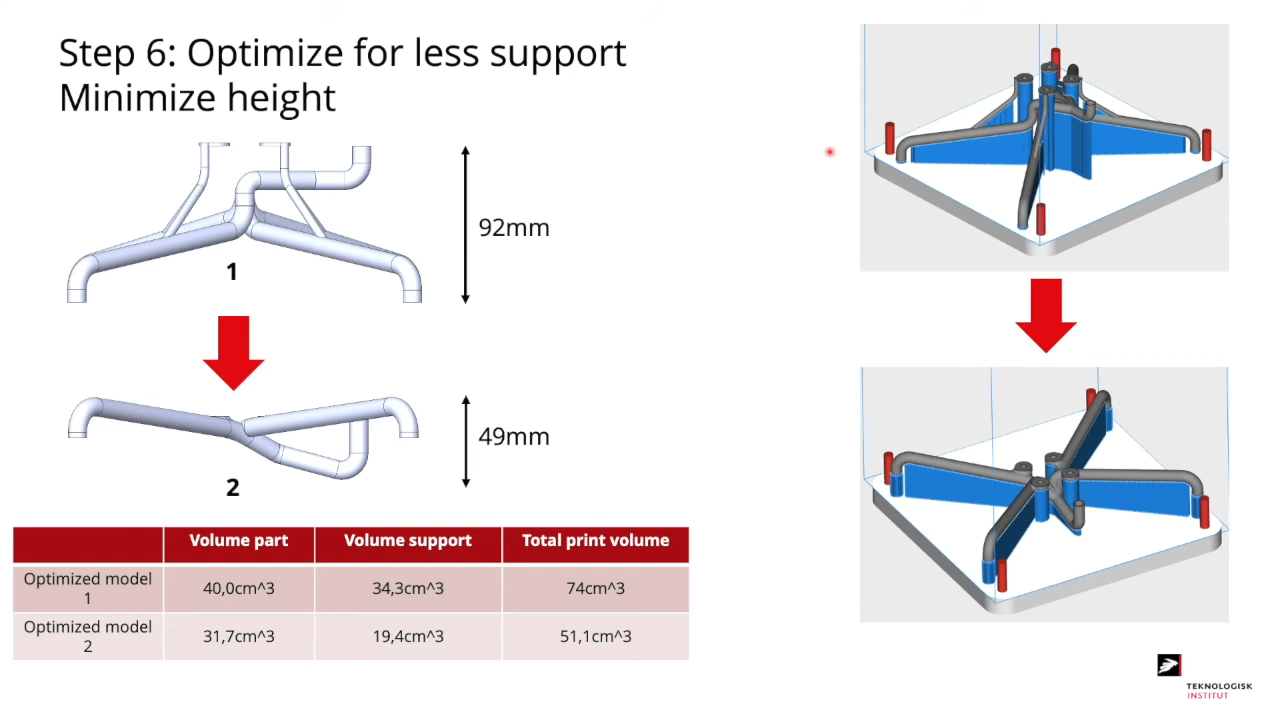 Step 6: Optimize for less support
Minimize height
92mm
1
49mm
2
Volume part Volume support Total print volume
Optimized model
1
40,0cm^3 34,3cm^3 74cm^3
Optimized model
2
31,7cm^3 19,4cm^3 51,1cm^3
TEKNOLOGISK
INSTITUT